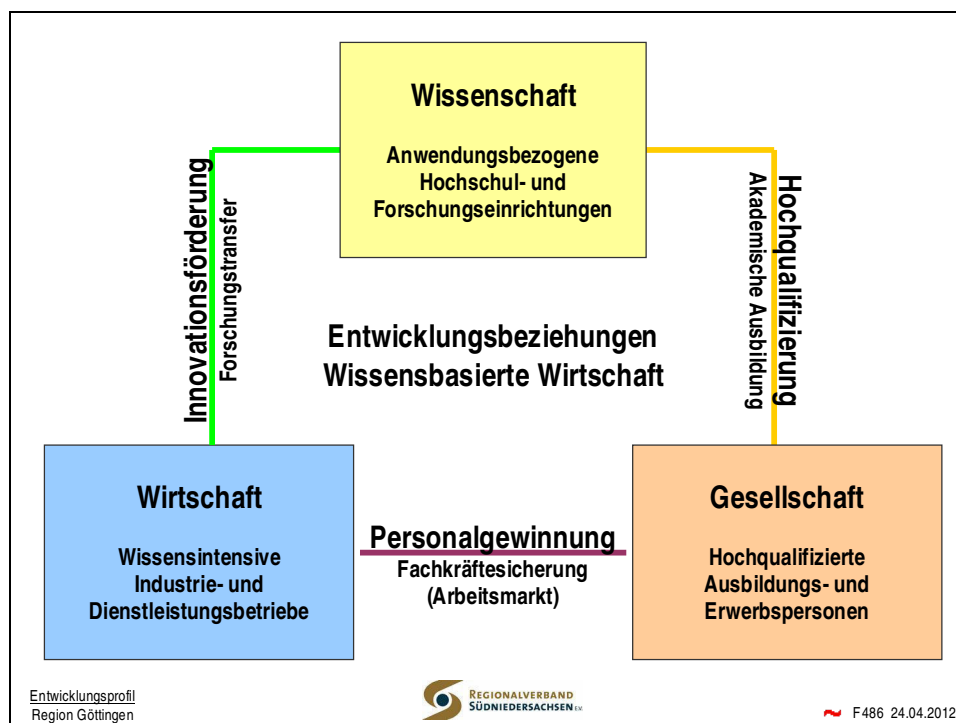 Wissenschaft
Anwendungsbezogene
Hochschul- und
Forschungseinrichtungen
Innovationsförderung
Forschungstransfer
Hochqualifizierung
Akademische Ausbildung
Entwicklungsbeziehungen
Wissensbasierte Wirtschaft
Wirtschaft
Wissensintensive
Industrie- und
Dienstleistungsbetriebe
Personalgewinnung
Fachkräftesicherung
(Arbeitsmarkt)
Gesellschaft
Hochqualifizierte
Ausbildungs- und
Erwerbspersonen
Entwicklungsprofil
Region Göttingen
REGIONALVERBAND
SÜDNIEDERSACHSEN E.V.
F486 24.04.2012